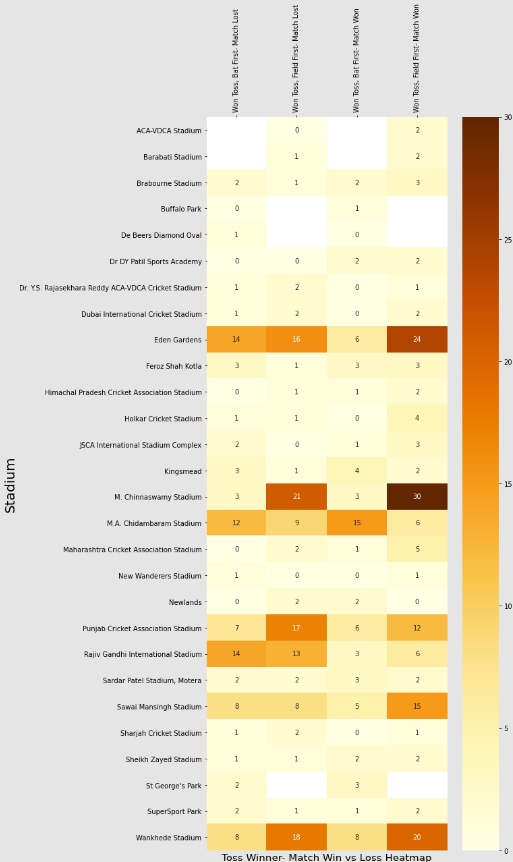 Won Toss, Bat First- Match Lost
Won Toss, Field First- Match Lost
Won Toss, Bat First- Match Won
Won Toss, Field First- Match Won
ACA-VDCA Stadium 0 2
Barabati Stadium 1 2
Brabourne Stadium 2 1 2 3
Buffalo Park 0 1
De Beers Diamond Oval 1 0
Dr DY Patil Sports Academy 0 0 2 2
Dr. Y.S. Rajasekhara Reddy ACA-VDCA Cricket Stadium 1 2 0 1
Dubai International Cricket Stadium 1 2 0 2
Eden Gardens 14 16 6 24
Feroz Shah Kotla 3 1 3 3
Himachal Pradesh Cricket Association Stadium 0 1 1 2
Holkar Cricket Stadium 1 1 0 4
JSCA International Stadium Complex 2 0 1 3
Kingsmead 3 1 4 2
M. Chinnaswamy Stadium 3 21 3 30
M.A. Chidambaram Stadium 12 9 15 6
Maharashtra Cricket Association Stadium 0 2 1 5
New Wanderers Stadium 1 0 0 1
Newlands 0 2 2 0
Punjab Cricket Association Stadium 7 17 6 12
Rajiv Gandhi International Stadium 14 13 3 6
Sardar Patel Stadium, Motera 2 2 3 2
Sawai Mansingh Stadium 8 8 5 15
Sharjah Cricket Stadium 1 2 0 1
Sheikh Zayed Stadium 1 1 2 2
St George's Park 2 3
SuperSport Park 2 1 1 2
Wankhede Stadium 8 18 8 20
Stadium
Toss Winner- Match Win vs Loss Heatmap
30
25
20
15
10
5
0